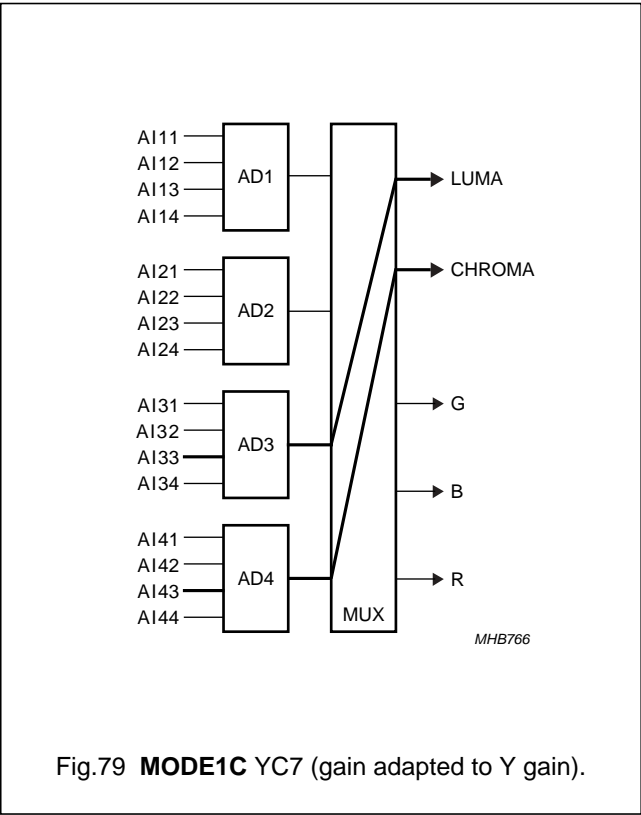 AI11
AI12
AI13
AI14
AD1
LUMA
CHROMA
AI21
AI22
AI23
AI24
AD2
AI31
AI32
AI33
AI34
AD3
G
B
AI41
AI42
AI43
AI44
AD4
R
MUX
MHB766
Fig.79 MODE1C YC7 (gain adapted to Y gain).